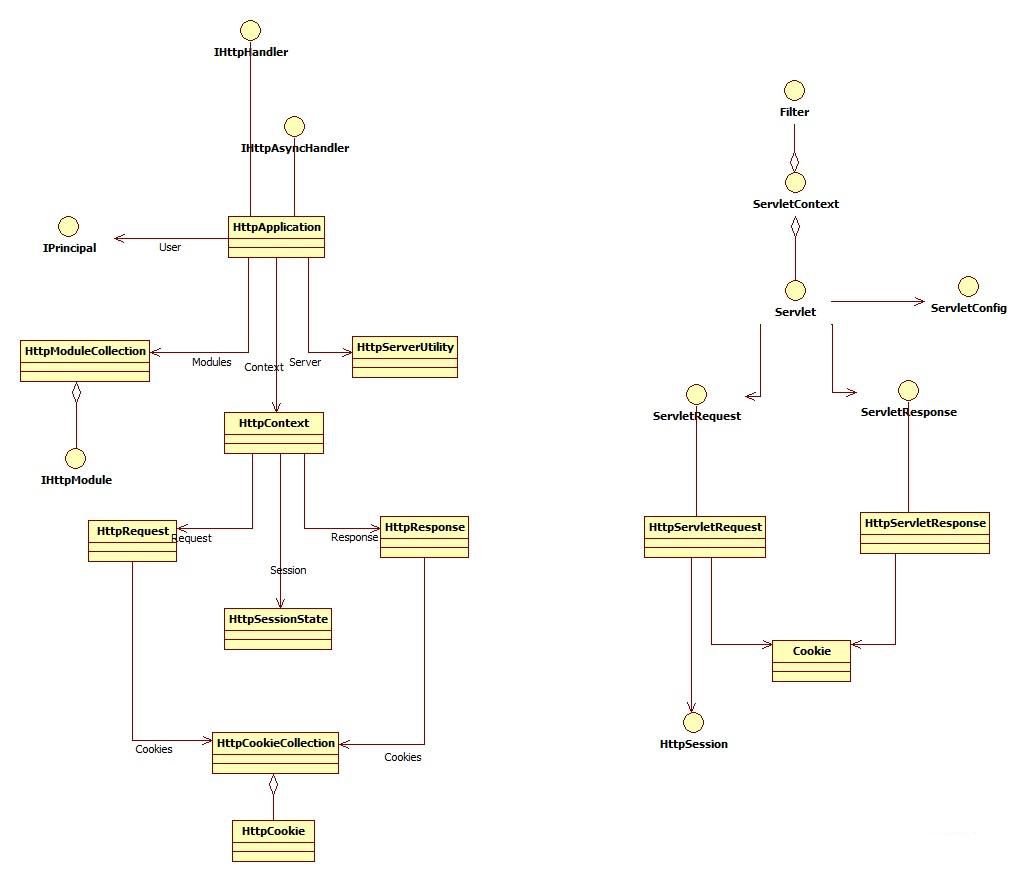 IHttpHandler
IHttpAsyncHandler
HttpApplication
IPrincipal
User
HttpModuleCollection
Modules
Context
Server
HttpServerUtility
HttpContext
IHttpModule
HttpRequest
Request
Response
HttpResponse
Session
HttpSessionState
Cookies
HttpCookieCollection
Cookies
HttpCookie
Filter
ServletContext
Servlet
ServletConfig
ServletRequest
ServletResponse
HttpServletRequest
HttpServletResponse
Cookie
HttpSession